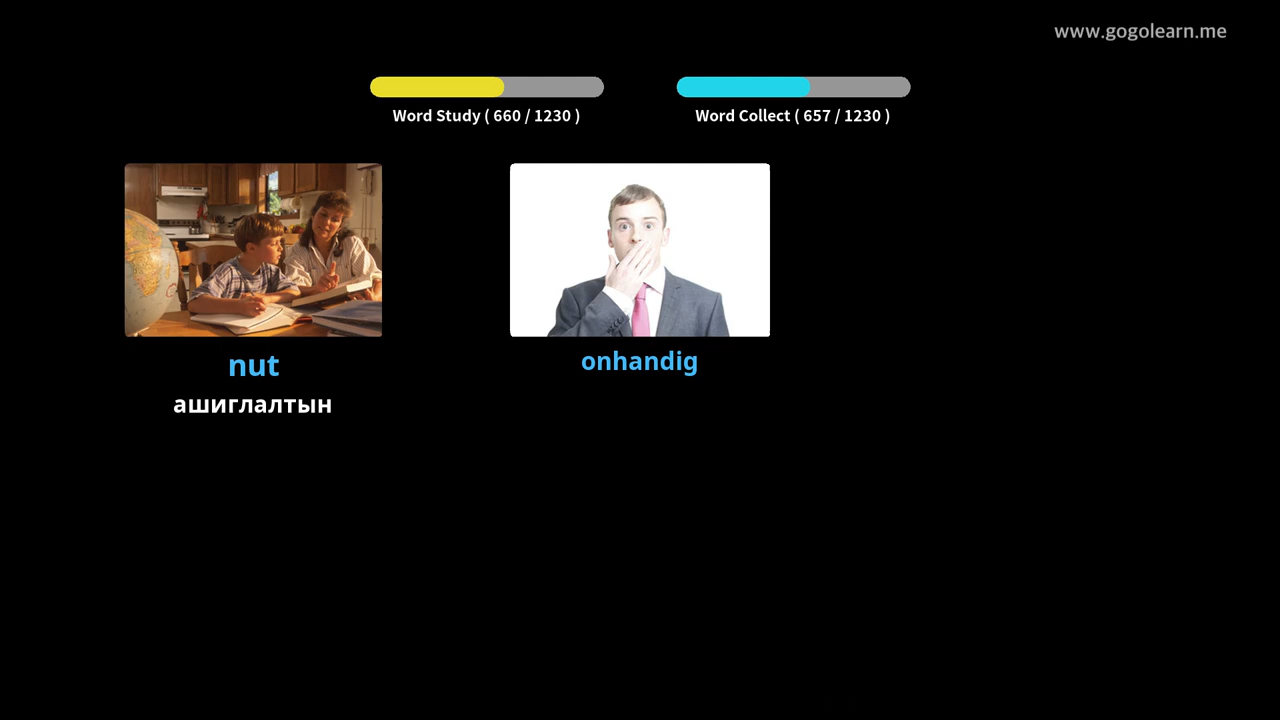 www.gogolearn.me
Word Study ( 660 / 1230 )
Word Collect ( 657 / 1230 )
nut
ашиглалтын
onhandig